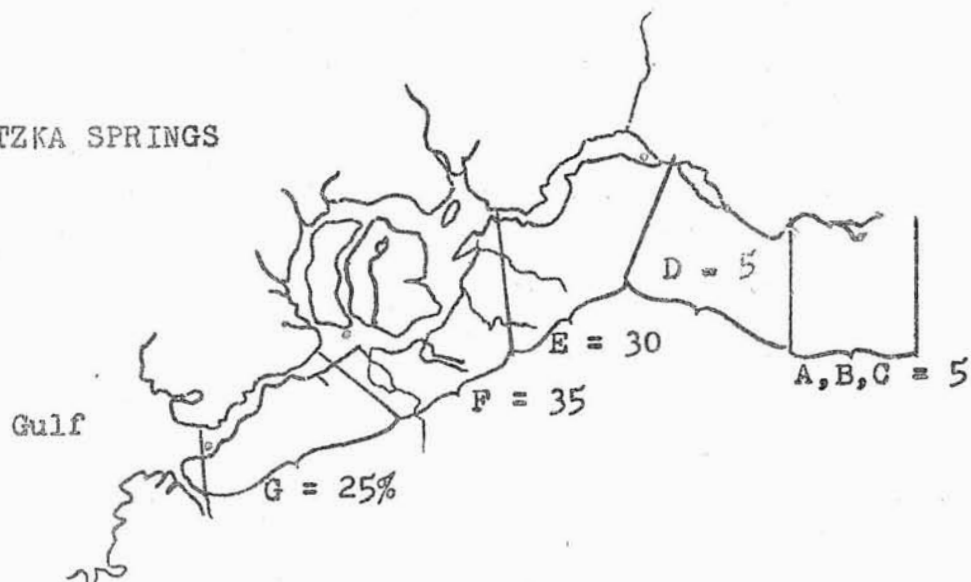 TZKA SPRINGS
D = 5
E = 30
A,B,C = 5
F = 35
Gulf
G = 25%